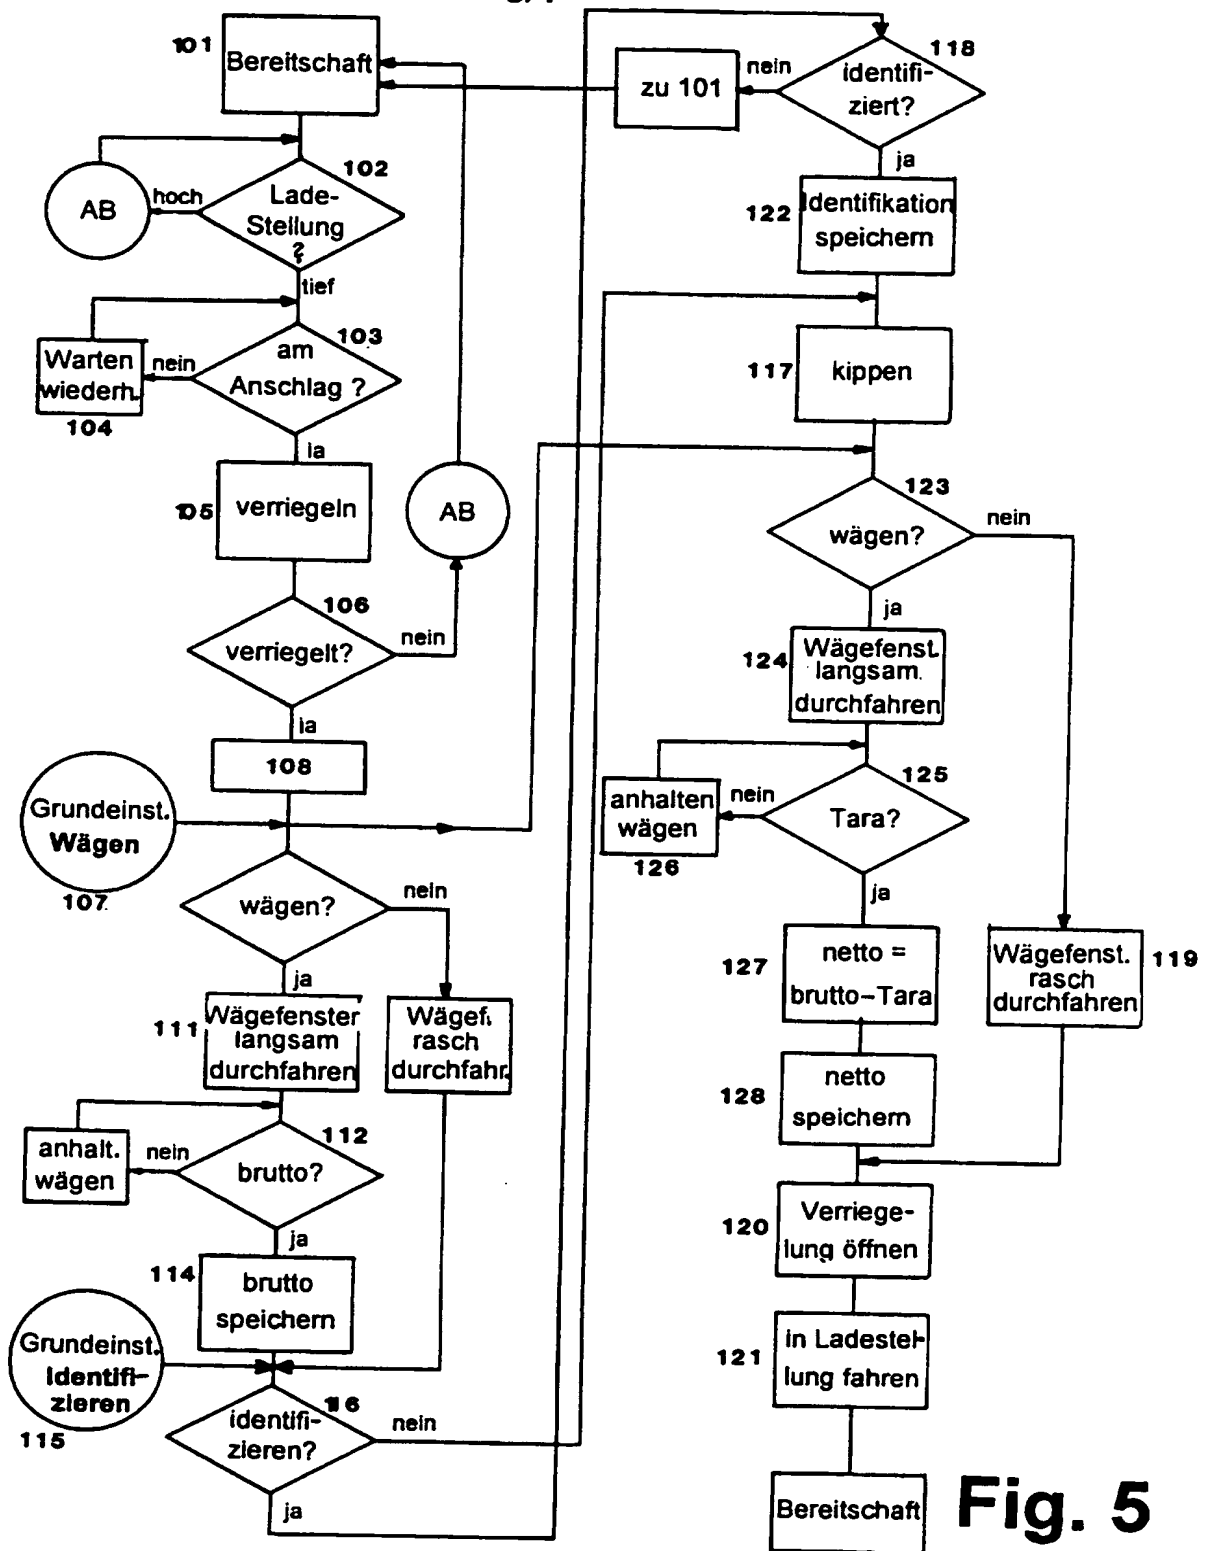 101
Bereitschaft
102
Lade-
Stellung
?
hoch
AB
tief
103
am
Anschlag ?
nein
Warten
wiederh.
104
ja
105
verriegeln
AB
106
verriegelt?
nein
ja
108
Grundeinst.
Wägen
107
wägen?
nein
ja
111
Wägefenster
langsam
durchfahren
Wägef.
rasch
durchfahr.
112
brutto?
nein
anhalt.
wägen
ja
114
brutto
speichern
Grundeinst.
Identifi-
zieren
115
116
identifi-
zieren?
nein
ja
118
identifi-
ziert?
nein
zu 101
ja
122
Identifikation
speichern
117
kippen
123
wägen?
nein
ja
124
Wägefenst.
langsam
durchfahren
125
Tara?
nein
anhalten
wägen
126
ja
127
netto =
brutto-Tara
Wägefenst.
rasch
durchfahren
119
128
netto
speichern
120
Verriege-
lung öffnen
121
in Ladestel-
lung fahren
Bereitschaft
Fig. 5